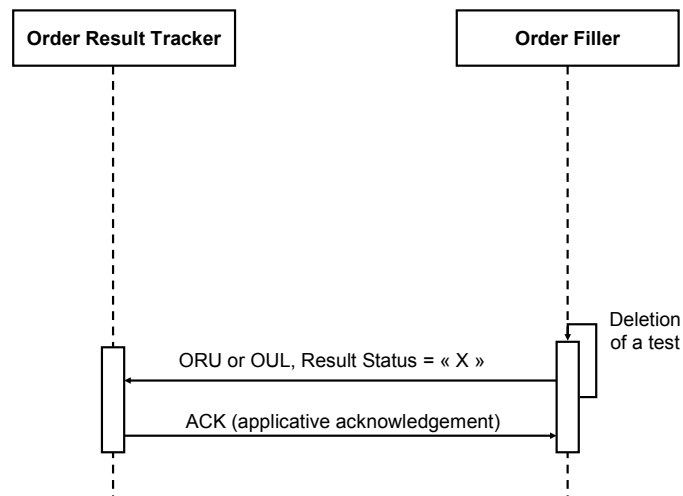 Order Result Tracker
Order Filler
Deletion
of a test
ORU or OUL, Result Status = « X »
ACK (applicative acknowledgement)